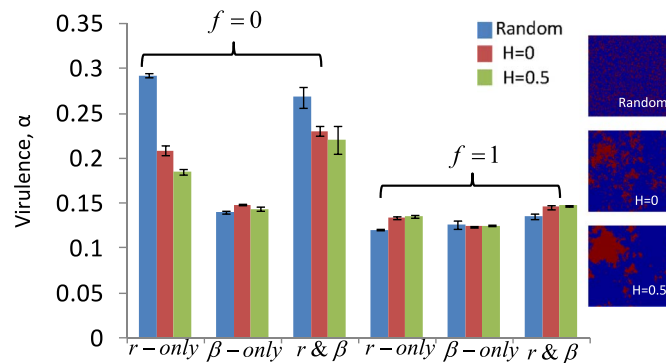 0.35
0.3
0.25
0.2
0.15
0.1
0.05
0
Virulence, α
f = 0
f = 1
Random
H=0
H=0.5
Random
H=0
H=0.5
r – only β – only r & β r – only β – only r & β